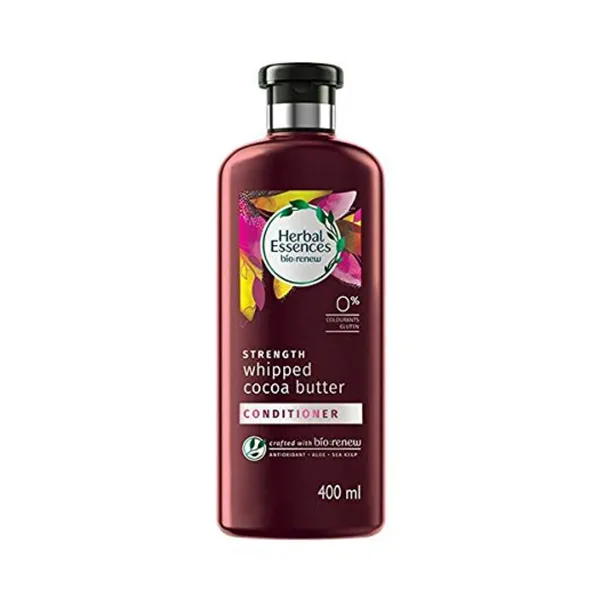 Herbal
Essences
bio:renew
0%
COLOURANTS
GLUTEN
STRENGTH
whipped
cocoa butter
CONDITIONER
crafted with bio:renew
ANTIOXIDANT • ALOE • SEA KELP
400 ml